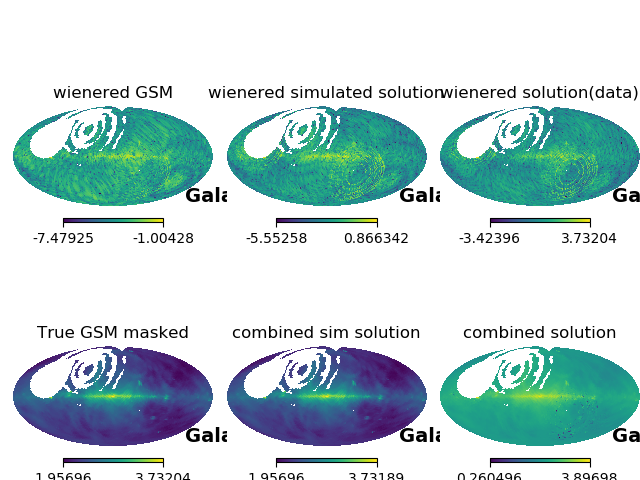 wienered GSM wienered simulated solution wienered solution(data)
Gala Gala Ga
-7.47925 -1.00428 -5.55258 0.866342 -3.42396 3.73204
True GSM masked combined sim solution combined solution
Gala Gala Ga
1.95696 3.73204 1.95696 3.73189 0.260496 3.89698